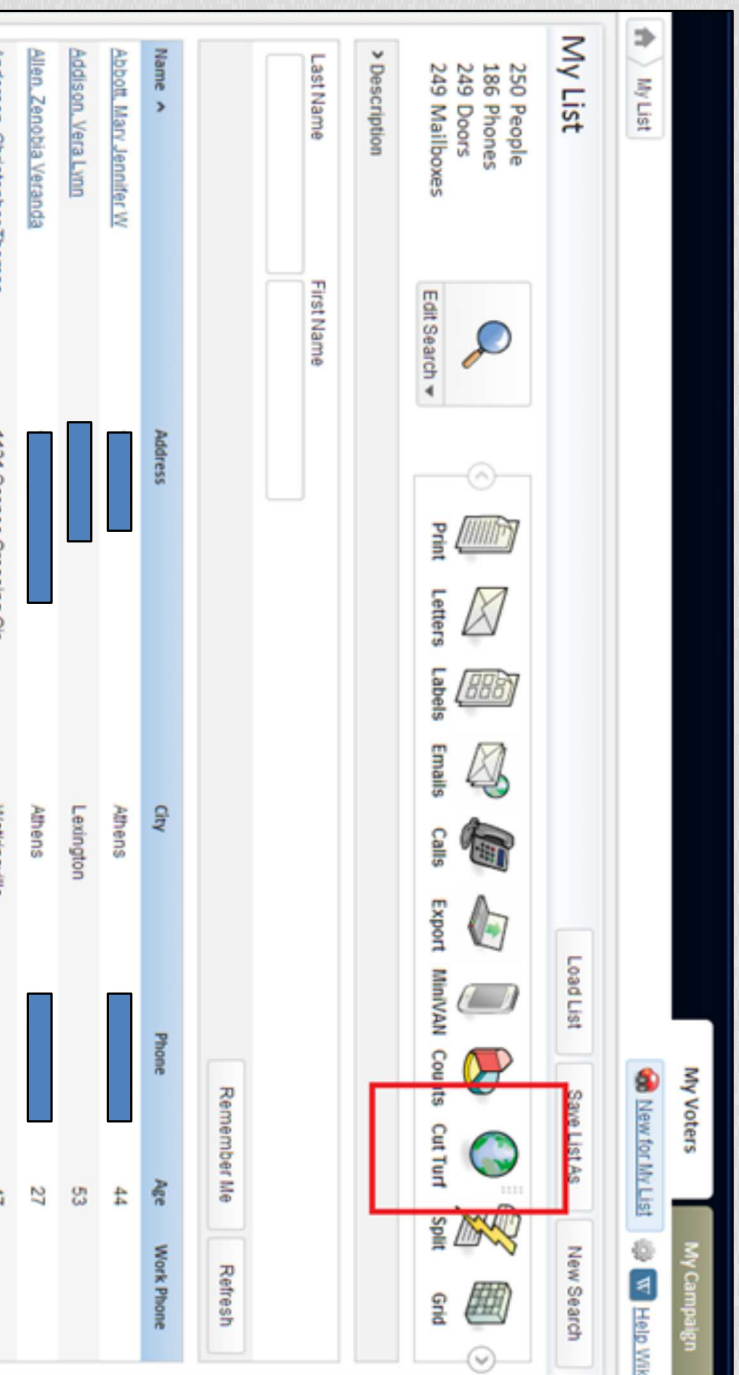 My Voters
My Campaign
My List
New for My List
W
Help Wik
My List
Load List
Save List As
New Search
250 People
186 Phones
249 Doors
249 Mailboxes
Edit Search
Print
Letters
Labels
Emails
Calls
Export
MiniVAN
Counts
Cut Turf
Split
Grid
Description
Last Name
First Name
Remember Me
Refresh
Name Address City Phone Age Work Phone
Abbott Mary Jennifer W Athens 44
Addison, Vera Lynn Lexington 53
Allen, Zenobia Veranda Athens 27